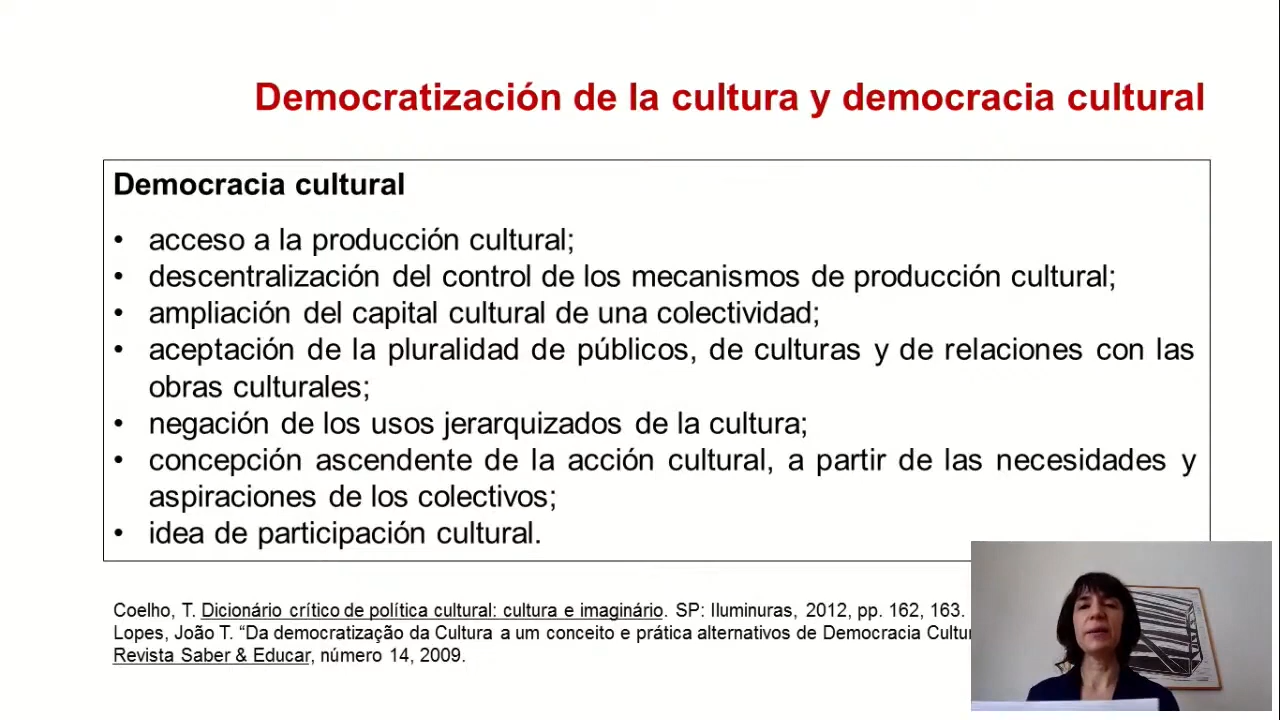 Democratización de la cultura y democracia cultural
Democracia cultural
• acceso a la producción cultural;
• descentralización del control de los mecanismos de producción cultural;
• ampliación del capital cultural de una colectividad;
• aceptación de la pluralidad de públicos, de culturas y de relaciones con las
obras culturales;
• negación de los usos jerarquizados de la cultura;
• concepción ascendente de la acción cultural, a partir de las necesidades y
aspiraciones de los colectivos;
• idea de participación cultural.
Coelho, T. Dicionário crítico de política cultural: cultura e imaginário. SP: Iluminuras, 2012, pp. 162, 163.
Lopes, João T. “Da democratização da Cultura a um conceito e prática alternativos de Democracia
Revista Saber & Educar, número 14, 2009.